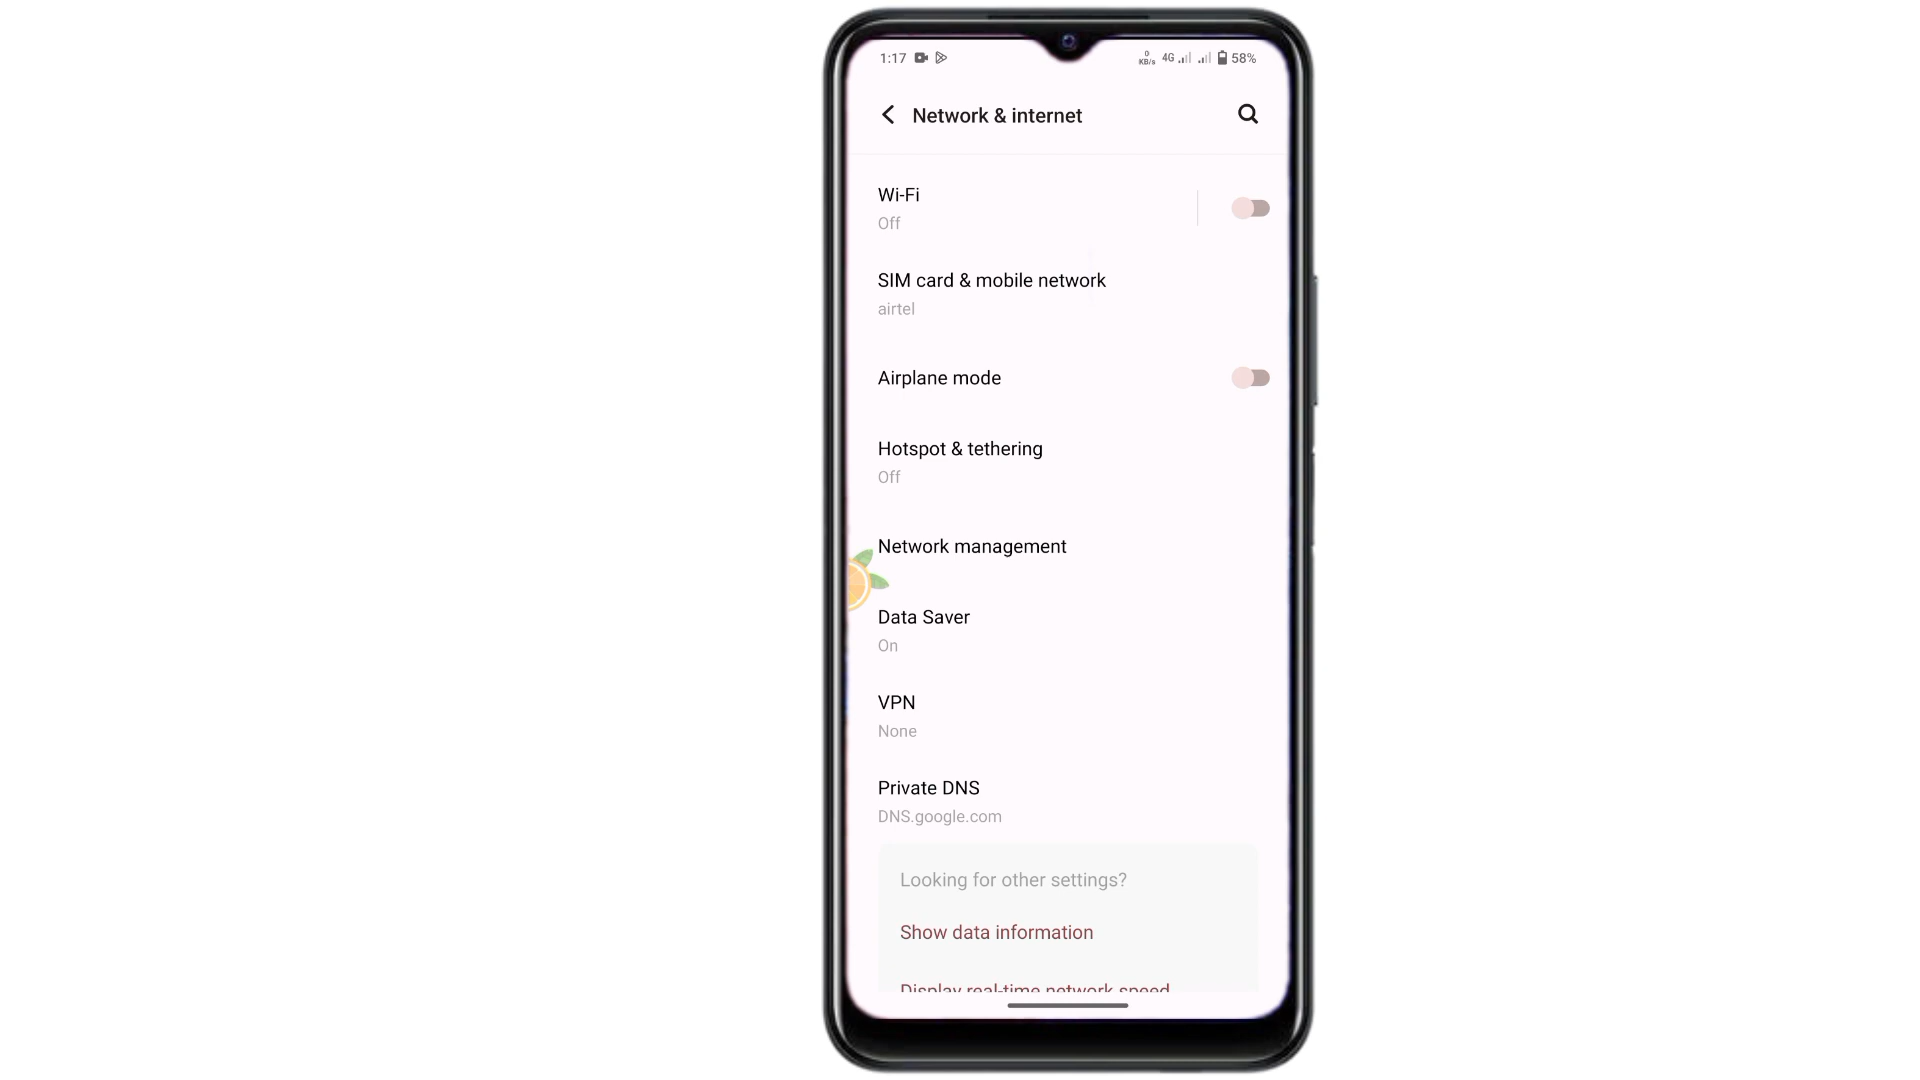 1:17 0 KB/s 4G 58%
Network & internet
Wi-Fi
Off
SIM card & mobile network
airtel
Airplane mode
Hotspot & tethering
Off
Network management
Data Saver
On
VPN
None
Private DNS
DNS.google.com
Looking for other settings?
Show data information
Display real-time network speed